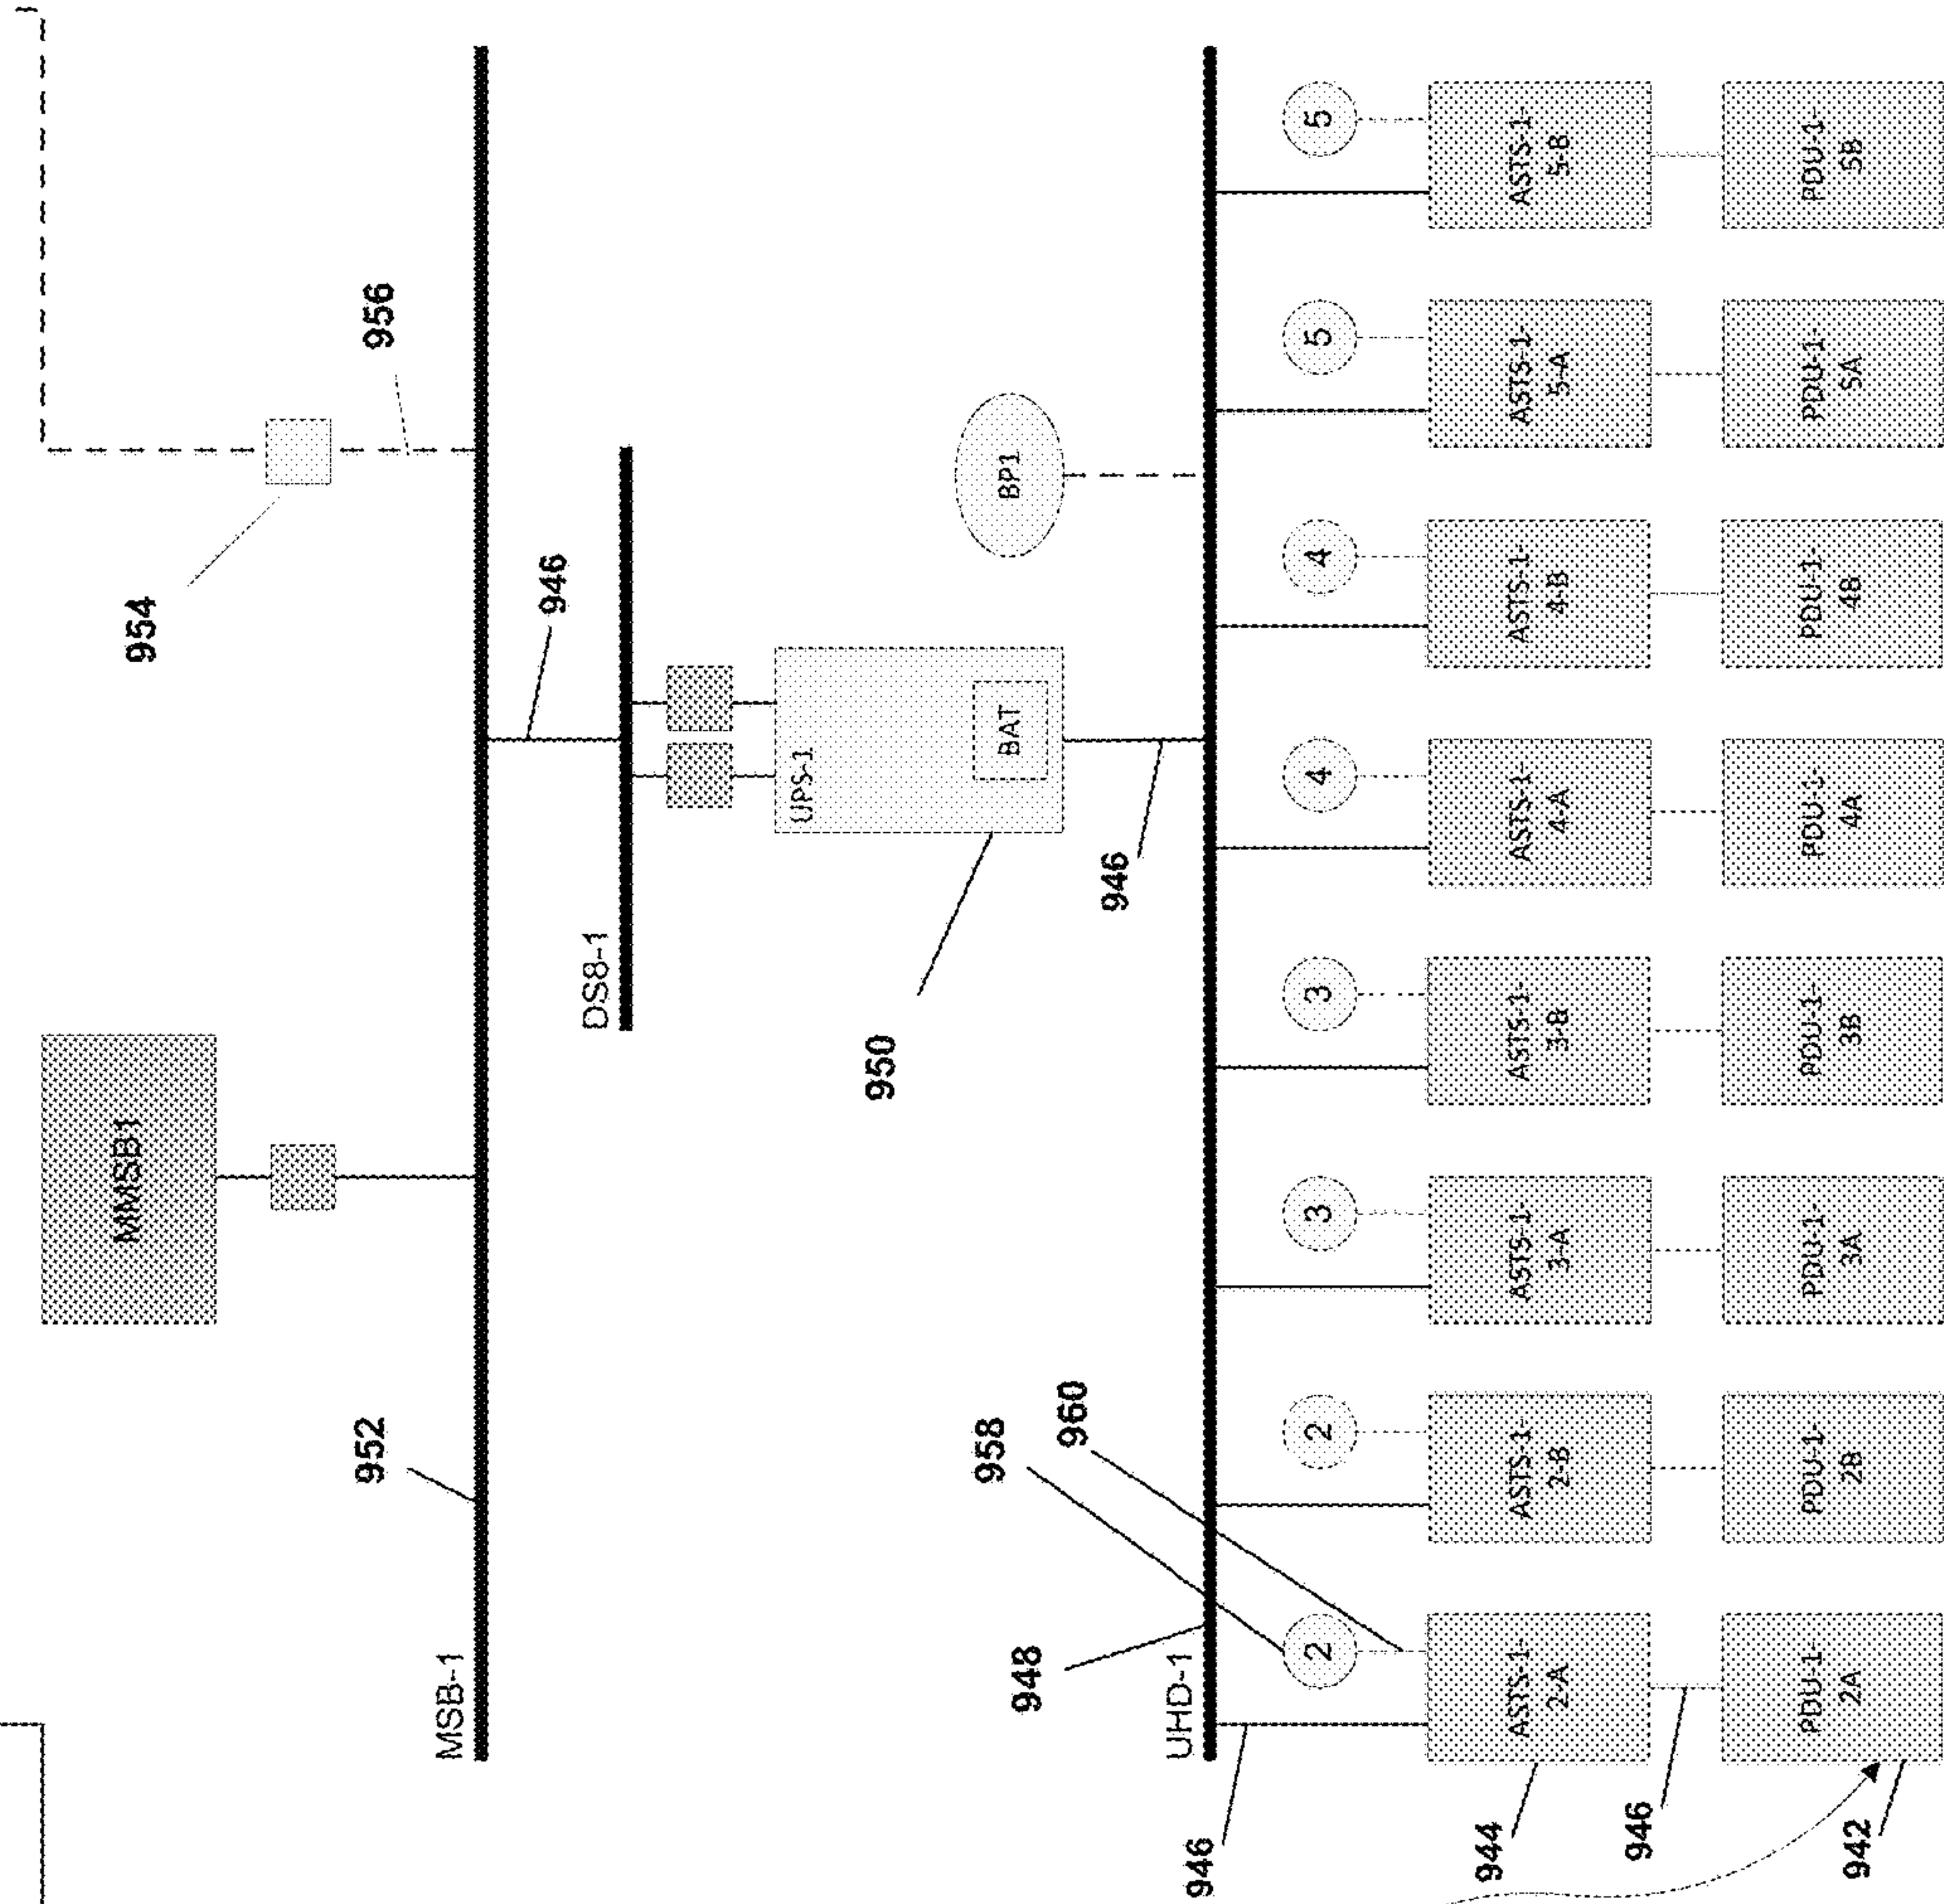 MMSB1
954
956
952
MSB-1
946
DS8-1
UPS-1
BAT
950
BP1
946
958
960
948
UHD-1
946
2
2
3
3
4
4
5
5
944
ASTS-1-
2-A
ASTS-1-
2-B
ASTS-1-
3-A
ASTS-1-
3-B
ASTS-1-
4-A
ASTS-1-
4-B
ASTS-1-
5-A
ASTS-1-
5-B
946
942
PDU-1-
2A
PDU-1-
2B
PDU-1-
3A
PDU-1-
3B
PDU-1-
4A
PDU-1-
4B
PDU-1-
5A
PDU-1-
5B